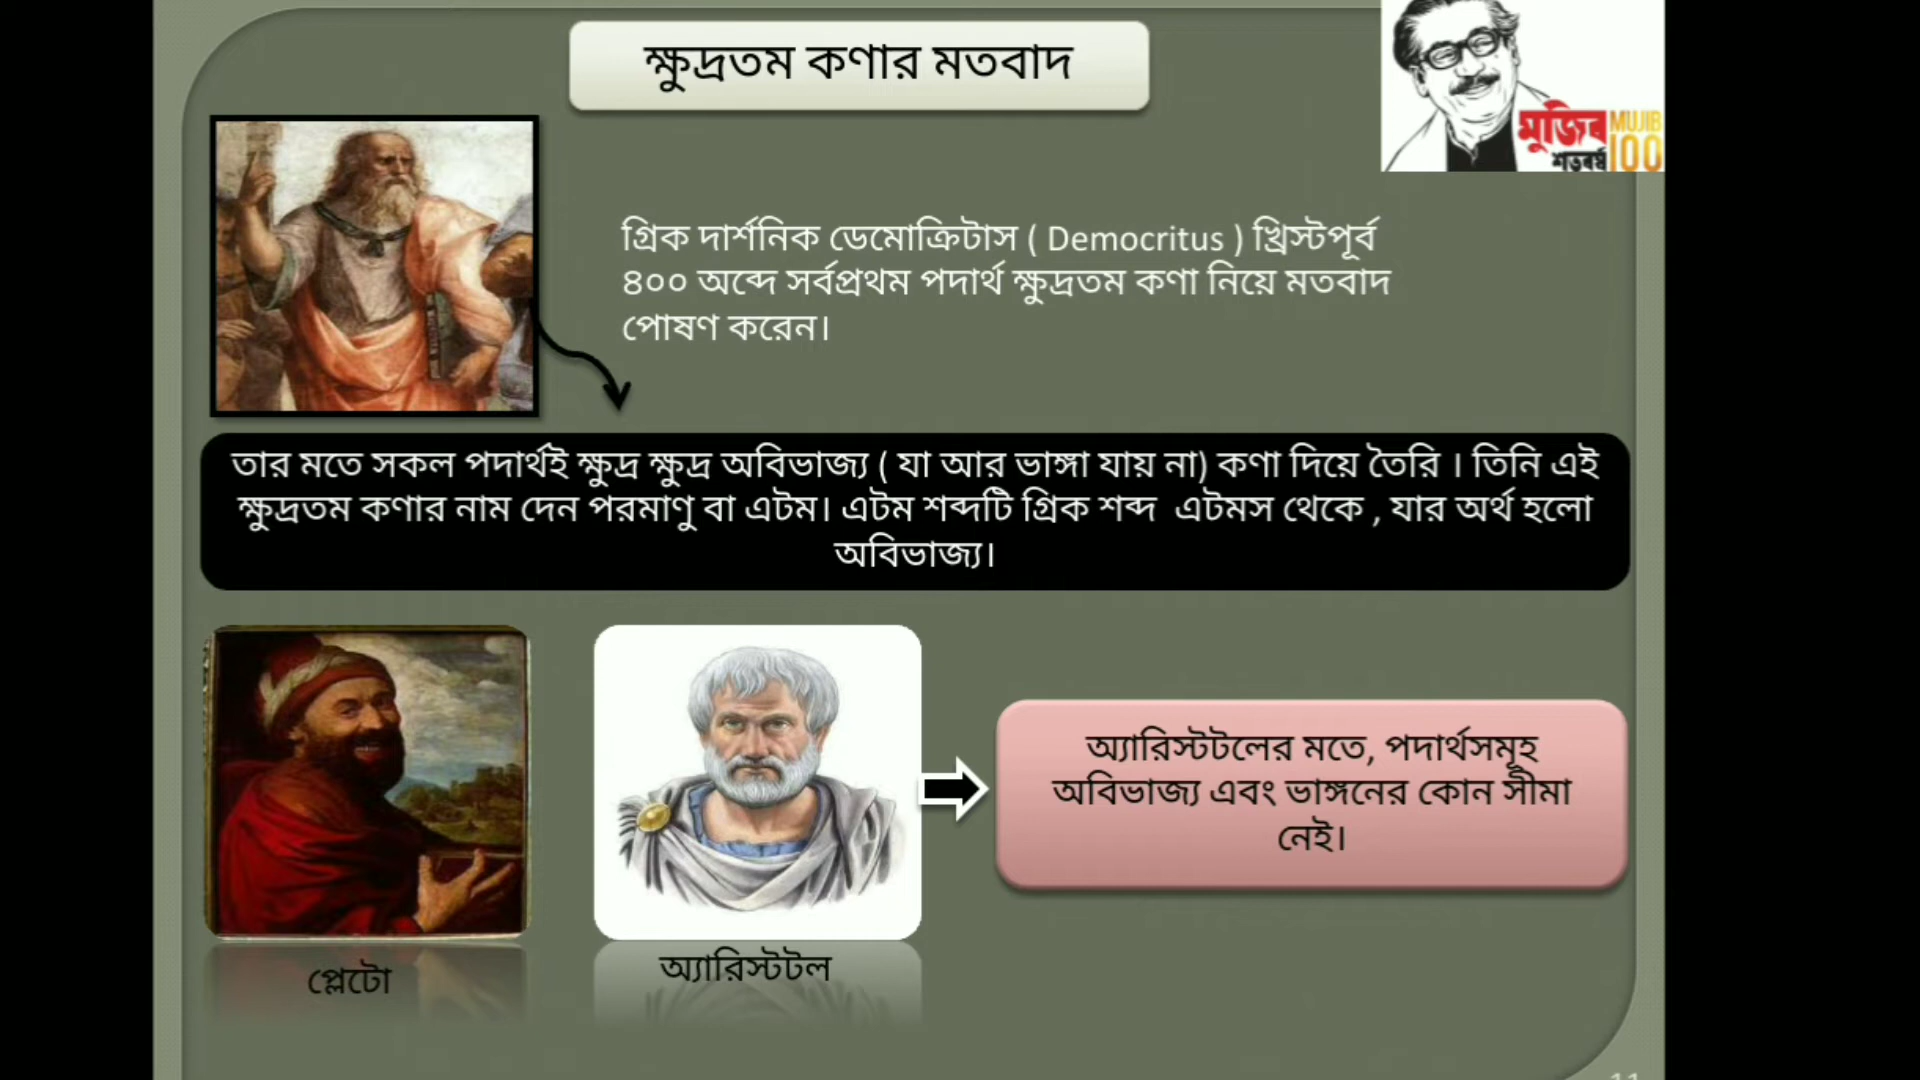 ক্ষুদ্রতম কণার মতবাদ
মুজিব
শতবর্ষ
MUJIB
100
গ্রিক দার্শনিক ডেমোক্রিটাস ( Democritus ) খ্রিস্টপূর্ব
৪০০ অব্দে সর্বপ্রথম পদার্থ ক্ষুদ্রতম কণা নিয়ে মতবাদ
পোষণ করেন।
তার মতে সকল পদার্থই ক্ষুদ্র ক্ষুদ্র অবিভাজ্য ( যা আর ভাঙ্গা যায় না) কণা দিয়ে তৈরি । তিনি এই
ক্ষুদ্রতম কণার নাম দেন পরমাণু বা এটম। এটম শব্দটি গ্রিক শব্দ এটমস থেকে , যার অর্থ হলো
অবিভাজ্য।
অ্যারিস্টটলের মতে, পদার্থসমূহ
অবিভাজ্য এবং ভাঙ্গনের কোন সীমা
নেই।
প্লেটো
অ্যারিস্টটল